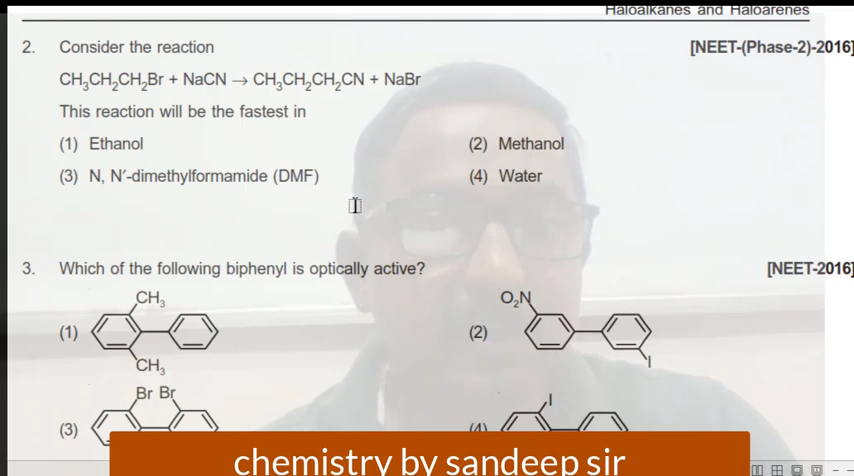 Haloalkanes and Haloarenes
2. Consider the reaction [NEET-(Phase-2)-2016]
CH₃CH₂CH₂Br + NaCN → CH₃CH₂CH₂CN + NaBr
This reaction will be the fastest in
(1) Ethanol (2) Methanol
(3) N, N′-dimethylformamide (DMF) (4) Water
3. Which of the following biphenyl is optically active? [NEET-2016]
CH₃ O₂N
(1) (2)
CH₃ I
Br Br I
(3) (4)
chemistry by sandeep sir